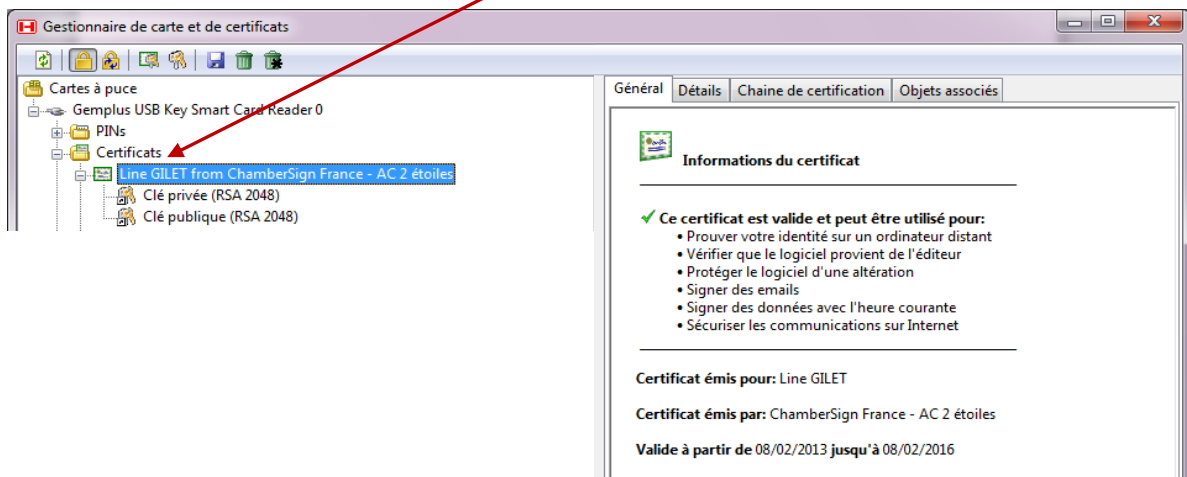 Gestionnaire de carte et de certificats
Cartes à puce
Gemplus USB Key Smart Card Reader 0
PINs
Certificats
Line GILET from ChamberSign France - AC 2 étoiles
Clé privée (RSA 2048)
Clé publique (RSA 2048)
Général Détails Chaine de certification Objets associés
Informations du certificat
Ce certificat est valide et peut être utilisé pour:
• Prouver votre identité sur un ordinateur distant
• Vérifier que le logiciel provient de l'éditeur
• Protéger le logiciel d'une altération
• Signer des emails
• Signer des données avec l'heure courante
• Sécuriser les communications sur Internet
Certificat émis pour: Line GILET
Certificat émis par: ChamberSign France - AC 2 étoiles
Valide à partir de 08/02/2013 jusqu'à 08/02/2016